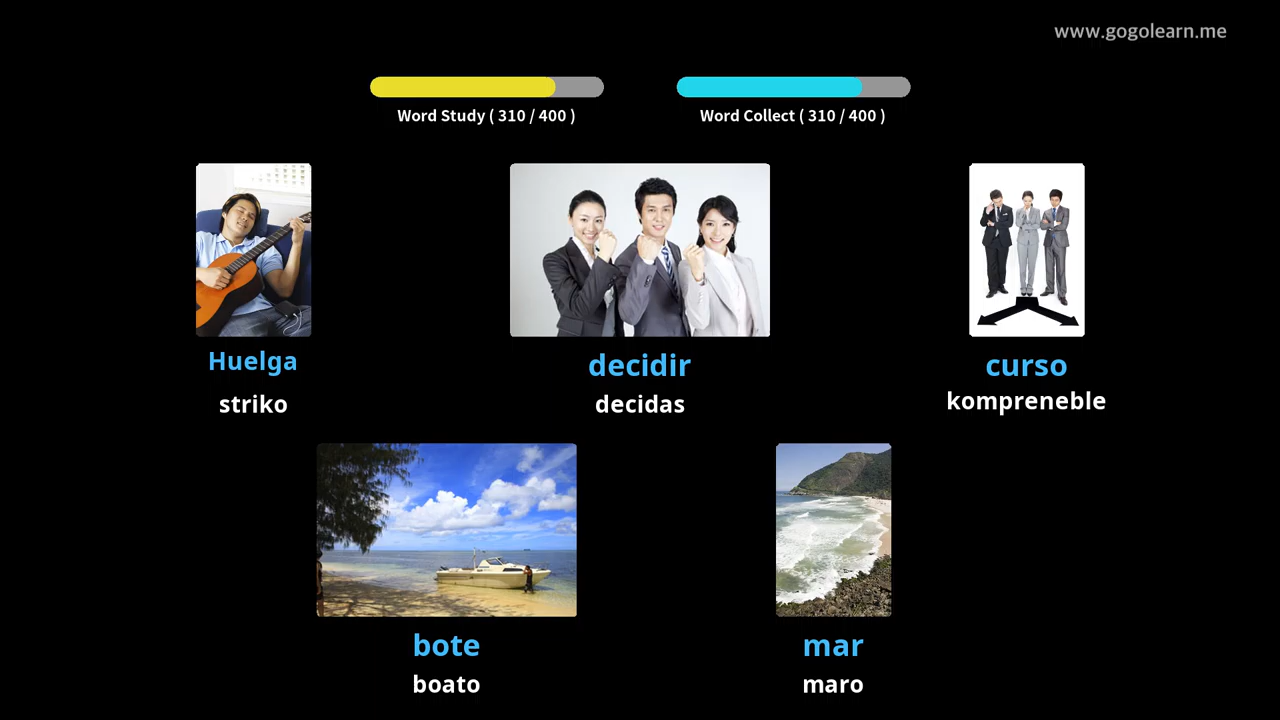 www.gogolearn.me
Word Study ( 310 / 400 )
Word Collect ( 310 / 400 )
Huelga
striko
decidir
decidas
curso
kompreneble
bote
boato
mar
maro